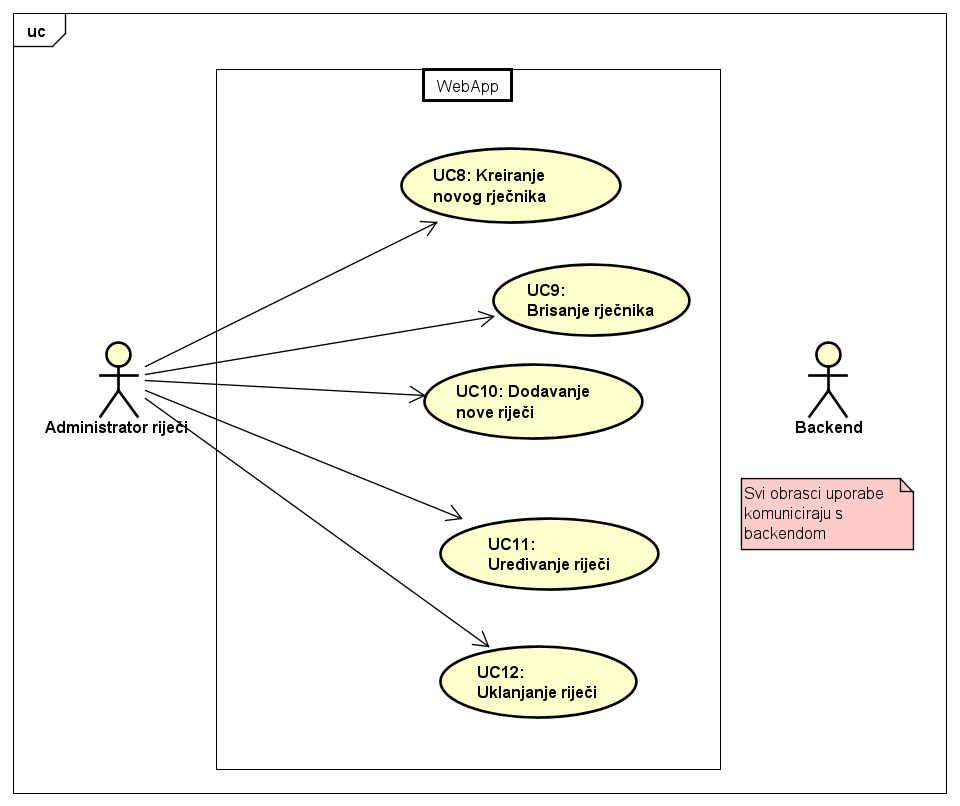 uc
WebApp
UC8: Kreiranje
novog rječnika
UC9:
Brisanje rječnika
UC10: Dodavanje
nove riječi
Administrator riječi
Backend
Svi obrasci uporabe
komuniciraju s
backendom
UC11:
Uređivanje riječi
UC12:
Uklanjanje riječi